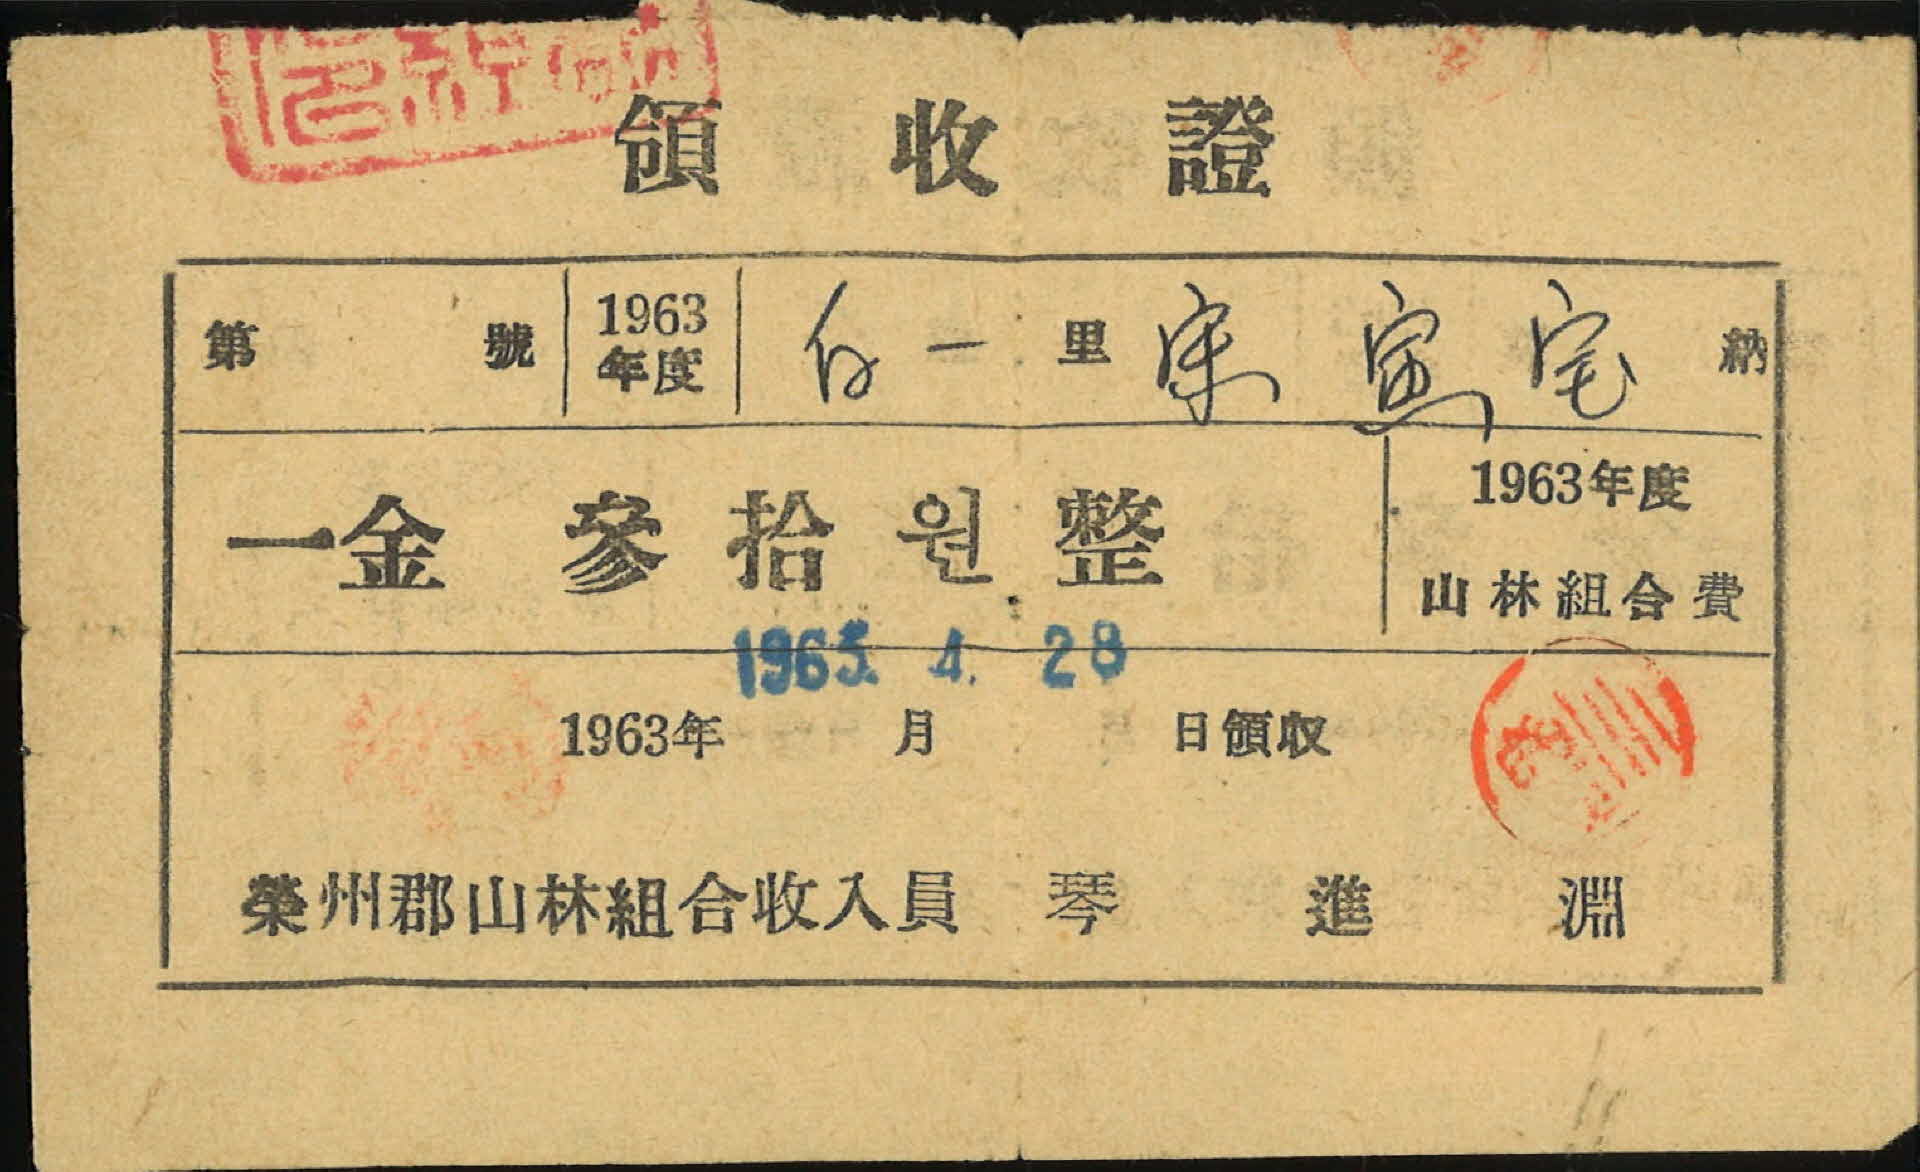 領收證
第 號 1963年度 白一里 宋寅宅 納
一金 參拾원整 1963年度
山林組合費
1963. 4. 28
1963年 月 日領収
榮州郡山林組合收入員 琴進淵